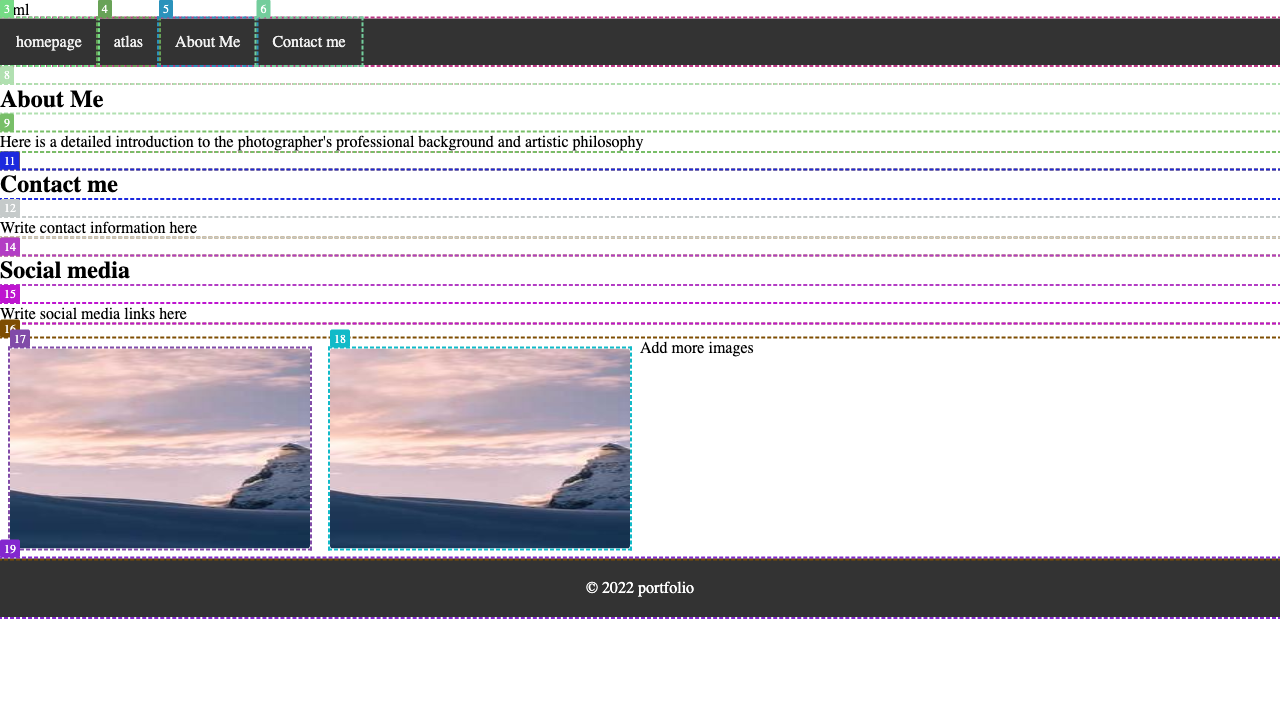 3 ml 4 5 6
homepage atlas About Me Contact me
8
About Me
9
Here is a detailed introduction to the photographer's professional background and artistic philosophy
11
Contact me
12
Write contact information here
14
Social media
15
Write social media links here
16
17 18
Add more images
19
© 2022 portfolio